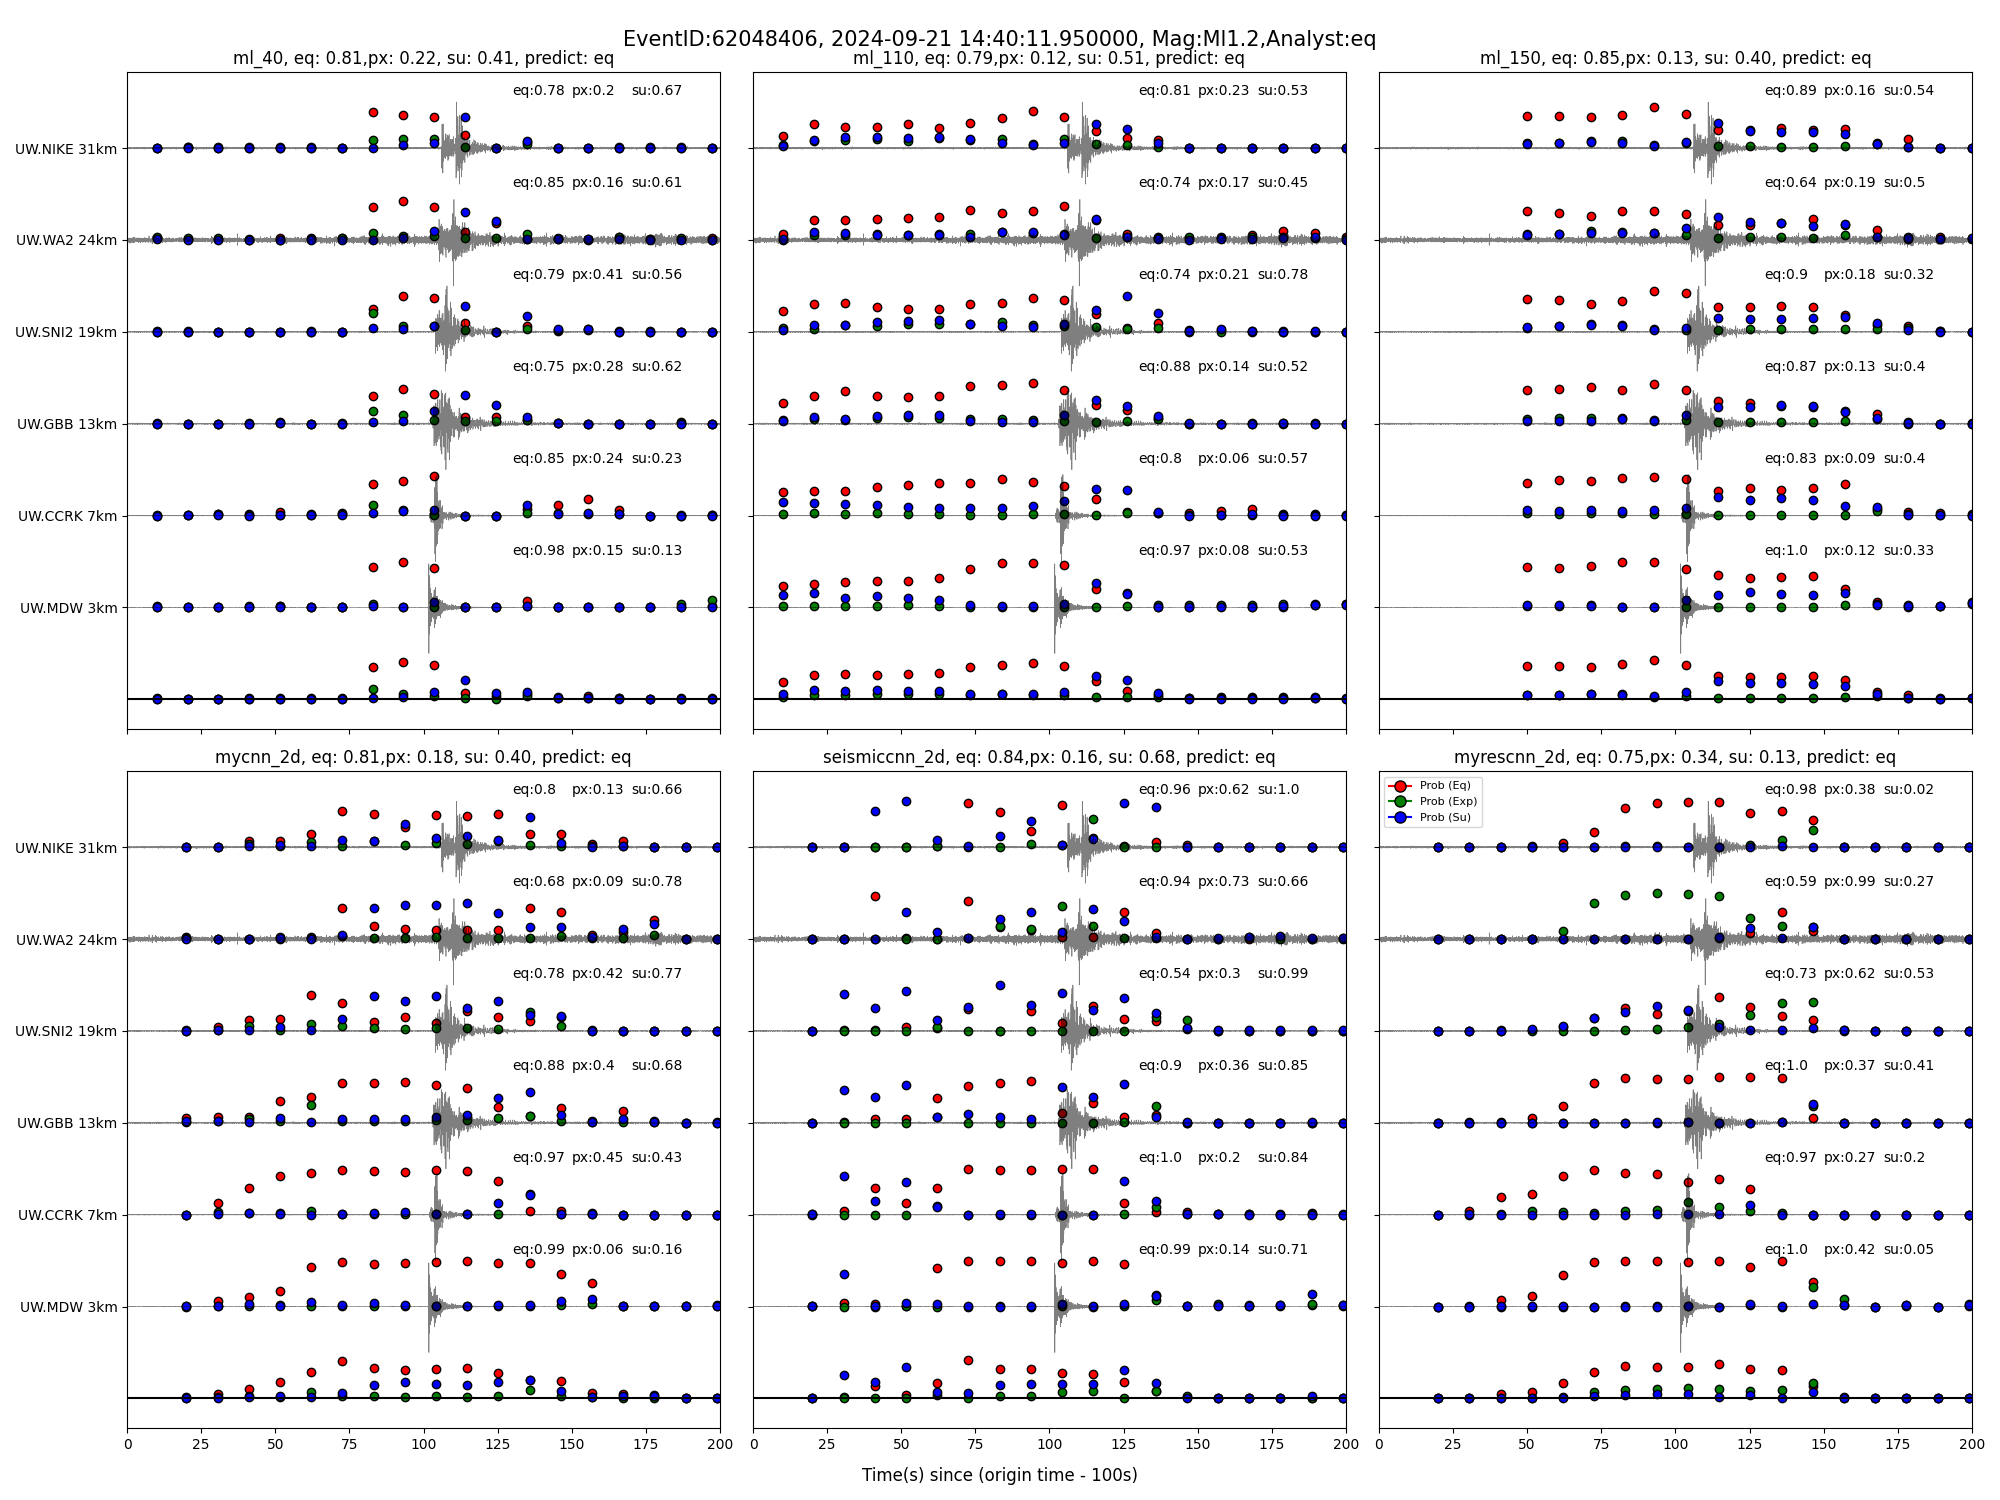 EventID:62048406, 2024-09-21 14:40:11.950000, Mag:Ml1.2,Analyst:eq
ml_40, eq: 0.81,px: 0.22, su: 0.41, predict: eq
eq:0.78 px:0.2 su:0.67
UW.NIKE 31km
eq:0.85 px:0.16 su:0.61
UW.WA2 24km
eq:0.79 px:0.41 su:0.56
UW.SNI2 19km
eq:0.75 px:0.28 su:0.62
UW.GBB 13km
eq:0.85 px:0.24 su:0.23
UW.CCRK 7km
eq:0.98 px:0.15 su:0.13
UW.MDW 3km
ml_110, eq: 0.79,px: 0.12, su: 0.51, predict: eq
eq:0.81 px:0.23 su:0.53
eq:0.74 px:0.17 su:0.45
eq:0.74 px:0.21 su:0.78
eq:0.88 px:0.14 su:0.52
eq:0.8 px:0.06 su:0.57
eq:0.97 px:0.08 su:0.53
ml_150, eq: 0.85,px: 0.13, su: 0.40, predict: eq
eq:0.89 px:0.16 su:0.54
eq:0.64 px:0.19 su:0.5
eq:0.9 px:0.18 su:0.32
eq:0.87 px:0.13 su:0.4
eq:0.83 px:0.09 su:0.4
eq:1.0 px:0.12 su:0.33
mycnn_2d, eq: 0.81,px: 0.18, su: 0.40, predict: eq
eq:0.8 px:0.13 su:0.66
UW.NIKE 31km
eq:0.68 px:0.09 su:0.78
UW.WA2 24km
eq:0.78 px:0.42 su:0.77
UW.SNI2 19km
eq:0.88 px:0.4 su:0.68
UW.GBB 13km
eq:0.97 px:0.45 su:0.43
UW.CCRK 7km
eq:0.99 px:0.06 su:0.16
UW.MDW 3km
0 25 50 75 100 125 150 175 200
seismiccnn_2d, eq: 0.84,px: 0.16, su: 0.68, predict: eq
eq:0.96 px:0.62 su:1.0
eq:0.94 px:0.73 su:0.66
eq:0.54 px:0.3 su:0.99
eq:0.9 px:0.36 su:0.85
eq:1.0 px:0.2 su:0.84
eq:0.99 px:0.14 su:0.71
0 25 50 75 100 125 150 175 200
myrescnn_2d, eq: 0.75,px: 0.34, su: 0.13, predict: eq
Prob (Eq)
Prob (Exp)
Prob (Su)
eq:0.98 px:0.38 su:0.02
eq:0.59 px:0.99 su:0.27
eq:0.73 px:0.62 su:0.53
eq:1.0 px:0.37 su:0.41
eq:0.97 px:0.27 su:0.2
eq:1.0 px:0.42 su:0.05
0 25 50 75 100 125 150 175 200
Time(s) since (origin time - 100s)